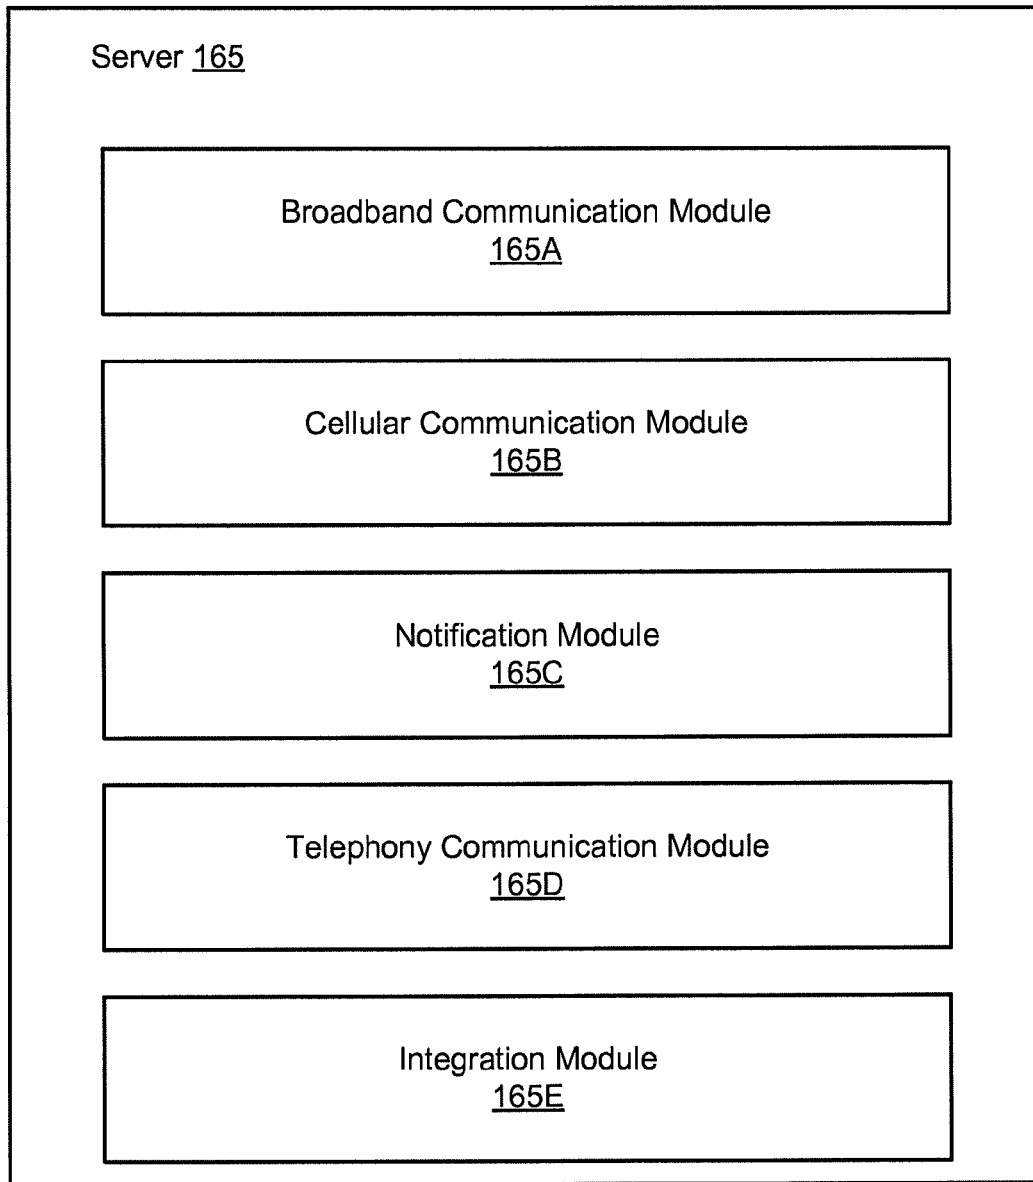 Server 165
Broadband Communication Module
165A
Cellular Communication Module
165B
Notification Module
165C
Telephony Communication Module
165D
Integration Module
165E